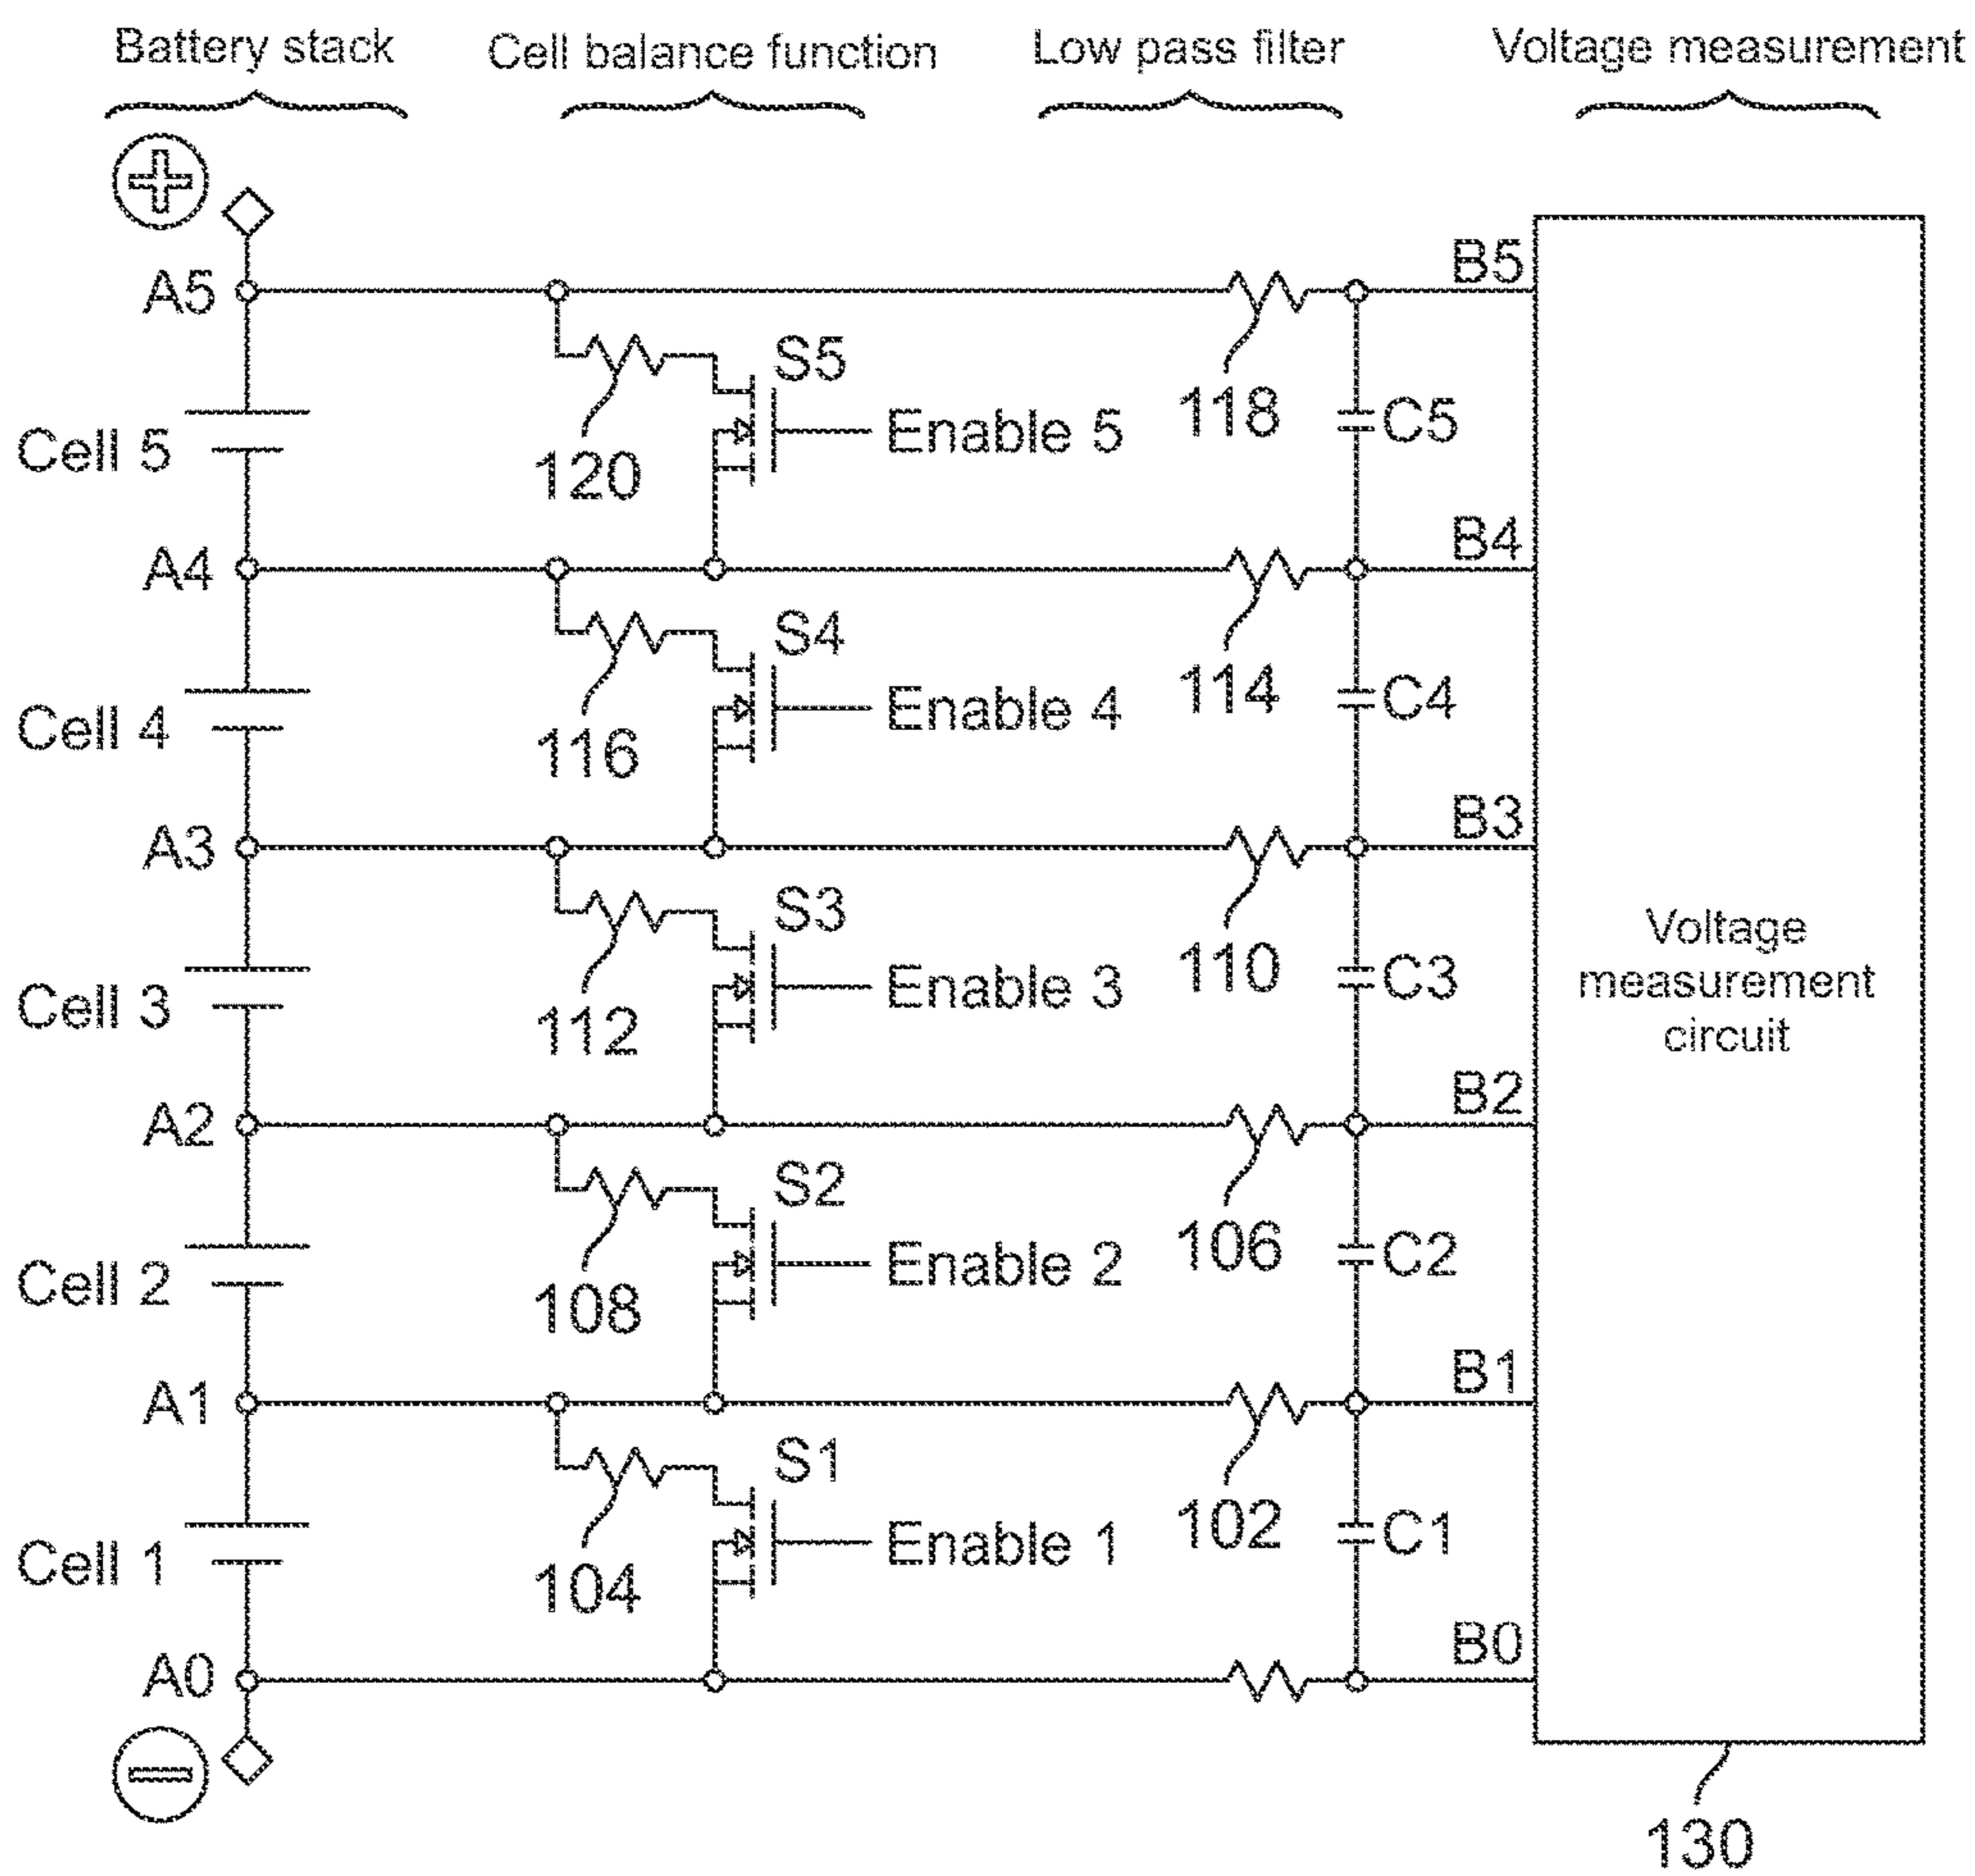 Battery stack
Cell balance function
Low pass filter
Voltage measurement
A5
B5
S5
Cell 5
120
Enable 5
118
C5
A4
B4
S4
Cell 4
116
Enable 4
114
C4
A3
B3
S3
Cell 3
112
Enable 3
110
C3
Voltage
measurement
circuit
A2
B2
S2
Cell 2
108
Enable 2
106
C2
A1
B1
S1
Cell 1
104
Enable 1
102
C1
A0
B0
130